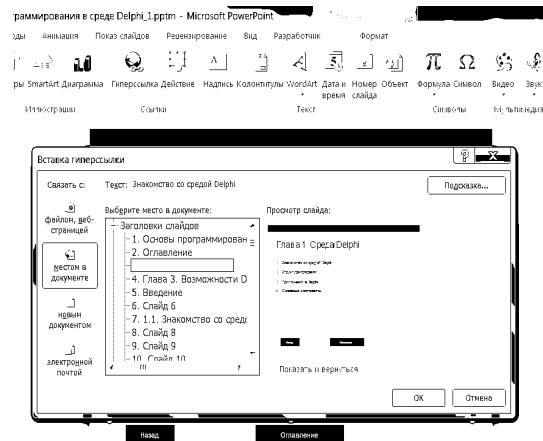 граммирования в среде Delphi_1.pptm - Microsoft PowerPoint
оды Анимация Показ слайдов Рецензирование Вид Разработчик Формат
ры SmartArt Диаграмма Гиперссылка Действие Надпись Колонтитулы WordArt Дата и время Номер слайда Объект Формула Символ Видео Звук
Иллюстрации Ссылки Текст Символы Мультимедиа
Вставка гиперссылки
Связать с: Текст: Знакомство со средой Delphi Подсказка...
Выберите место в документе: Просмотр слайда:
файлом, веб-страницей
местом в документе
новым документом
электронной почтой
Заголовки слайдов
1. Основы программирован
2. Оглавление
4. Глава 3. Возможности D
5. Введение
6. Слайд 6
7. 1.1. Знакомство со средо
8. Слайд 8
9. Слайд 9
10. Слайд 10
Глава 1 Среда Delphi
Показать и вернуться
ОК Отмена
Назад Оглавление